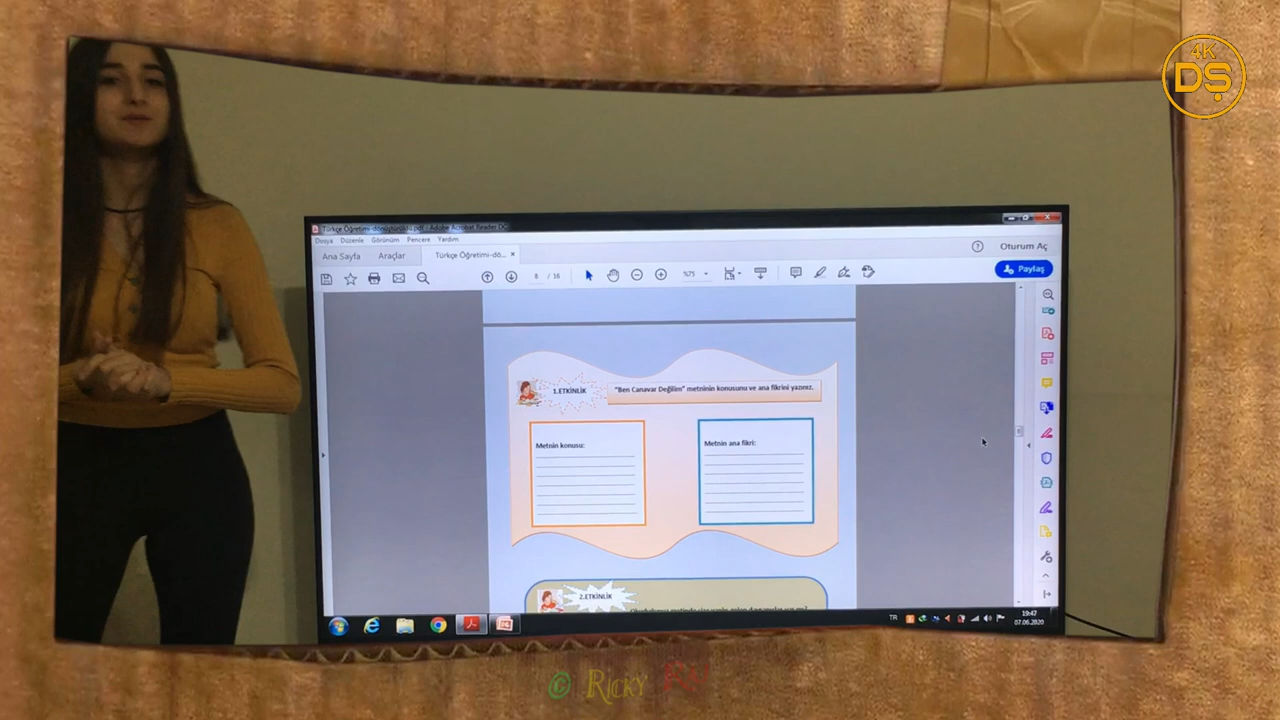 4K
DŞ
Türkçe Öğretimi-dönüştürüldü.pdf - Adobe Acrobat Reader DC
Dosya Düzenle Görünüm Pencere Yardım
Ana Sayfa Araçlar Türkçe Öğretimi-dö... ×
Oturum Aç
8 / 16
%75
Paylaş
1.ETKİNLİK
"Ben Canavar Değilim" metninin konusunu ve ana fikrini yazınız.
Metnin konusu:
Metnin ana fikri:
2.ETKİNLİK
TR
19:47
07.06.2020
© Ricky